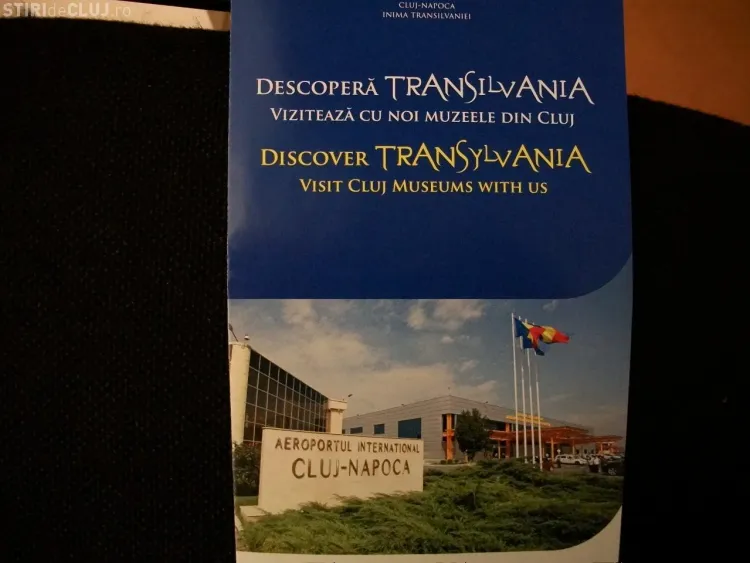 STIRIdeCLUJ.ro
CLUJ-NAPOCA
INIMA TRANSILVANIEI
DESCOPERĂ TRANSILVANIA
VIZITEAZĂ CU NOI MUZEELE DIN CLUJ
DISCOVER TRANSYLVANIA
VISIT CLUJ MUSEUMS WITH US
AEROPORTUL INTERNATIONAL
CLUJ-NAPOCA